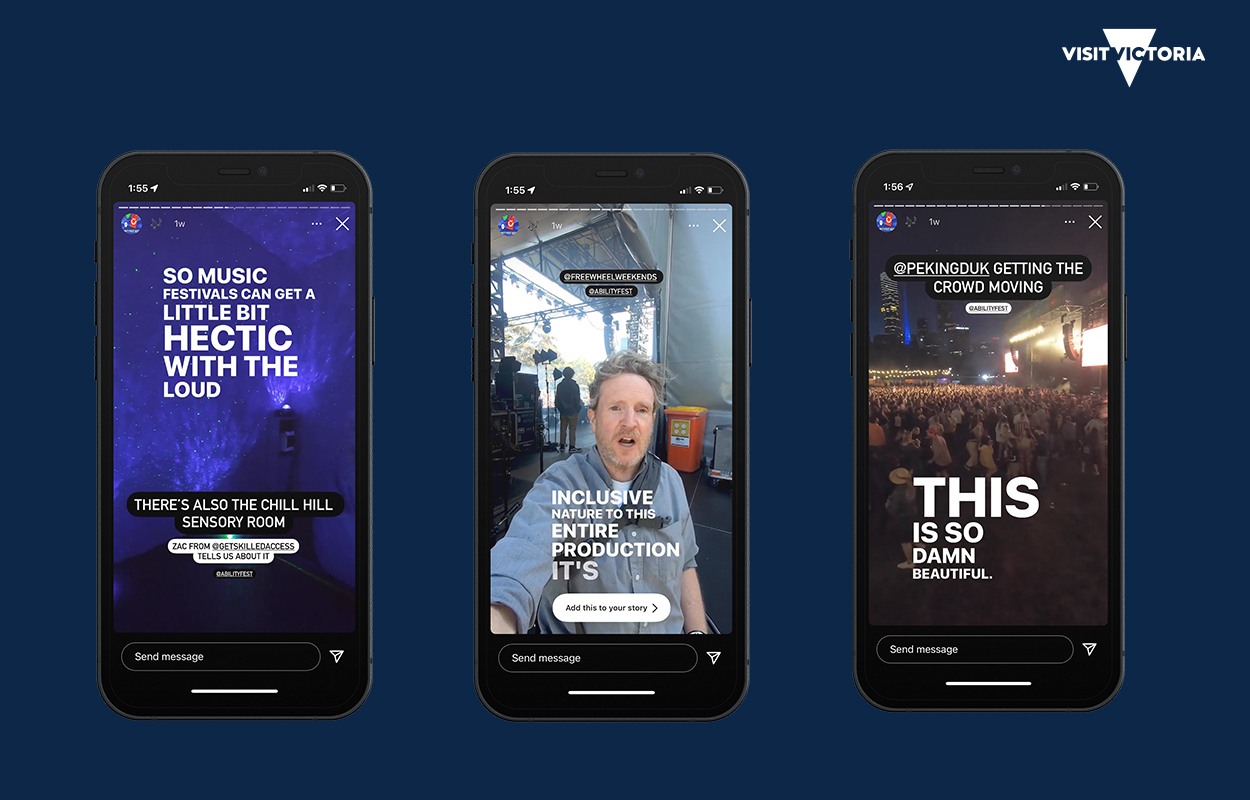 VISIT VICTORIA
1:55
1w
SO MUSIC
FESTIVALS CAN GET A
LITTLE BIT
HECTIC
WITH THE
LOUD
THERE'S ALSO THE CHILL HILL
SENSORY ROOM
ZAC FROM @GETSKILLEDACCESS
TELLS US ABOUT IT
@ABILITYFEST
Send message
1:55
1w
@FREEWHEELWEEKENDS
@ABILITYFEST
INCLUSIVE
NATURE TO THIS
ENTIRE
PRODUCTION
IT'S
Add this to your story
Send message
1:56
1w
@PEKINGDUK GETTING THE
CROWD MOVING
@ABILITYFEST
THIS
IS SO
DAMN
BEAUTIFUL.
Send message